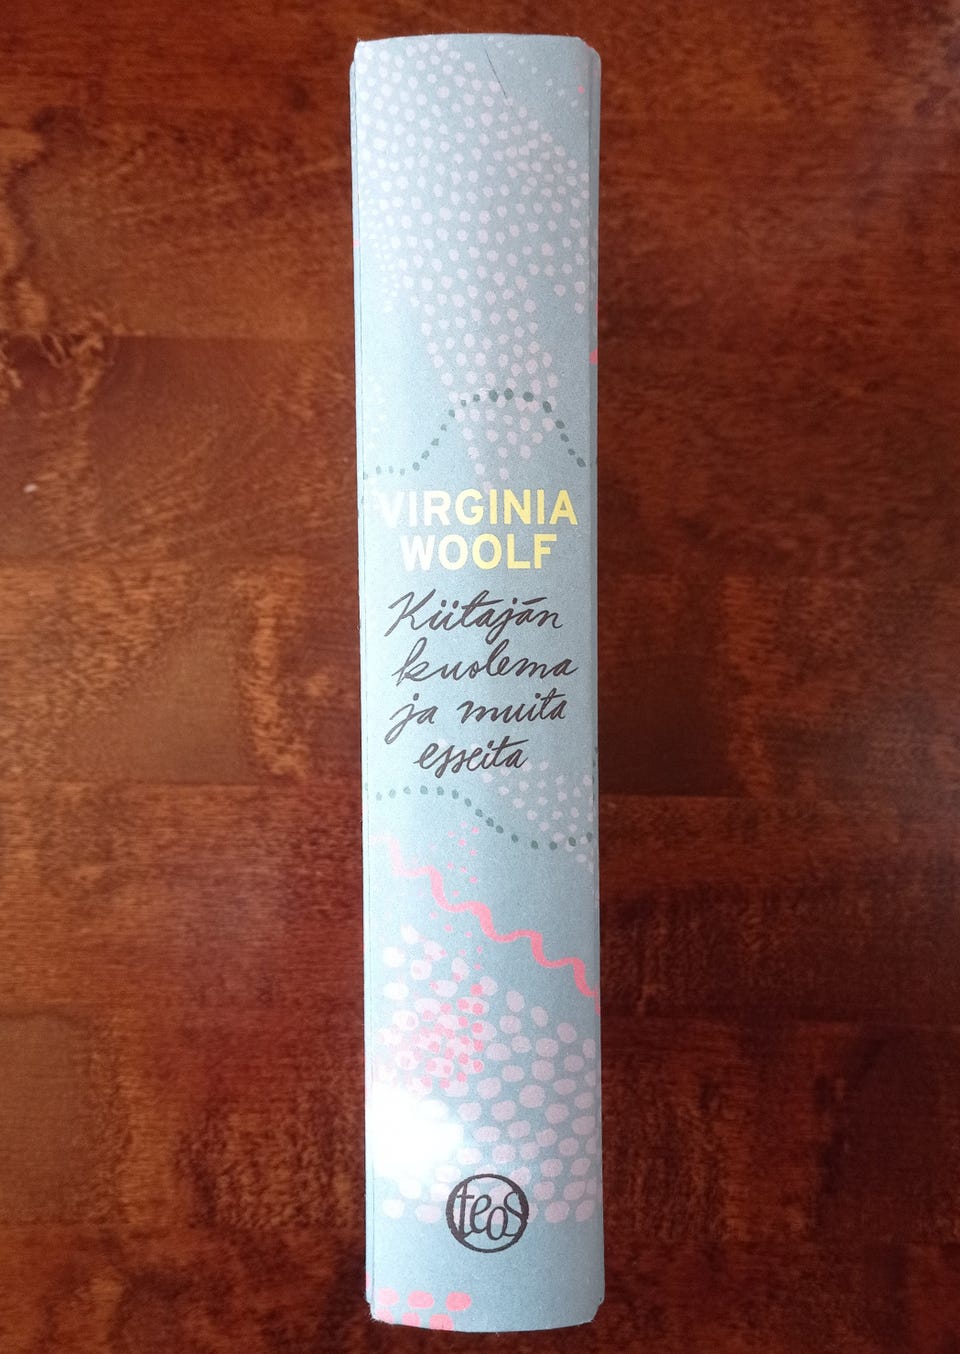 VIRGINIA
WOOLF
Kiitäjän
kuolema
ja muita
esseitä
teos